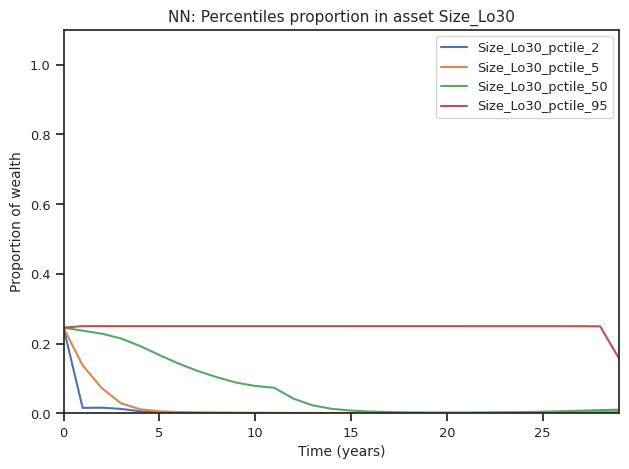 NN: Percentiles proportion in asset Size_Lo30
Size_Lo30_pctile_2
Size_Lo30_pctile_5
Size_Lo30_pctile_50
Size_Lo30_pctile_95
Proportion of wealth
1.0
0.8
0.6
0.4
0.2
0.0
0 5 10 15 20 25
Time (years)